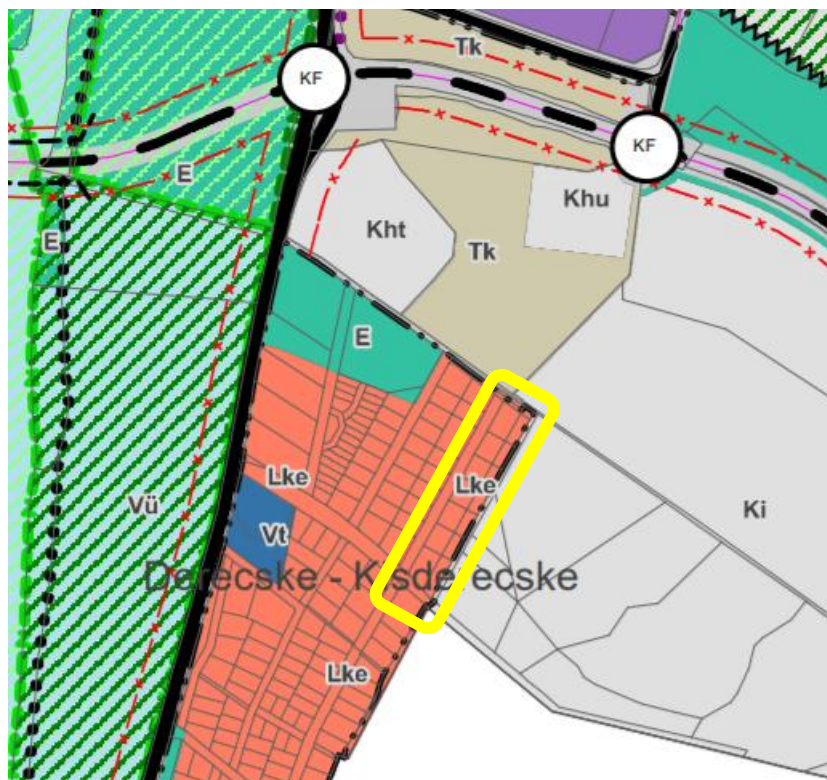 Tk
KF
KF
E
Khu
Kht
Tk
E
E
Lke
Lke
Vü
Vt
Ki
Derecske - Kisderecske
Lke